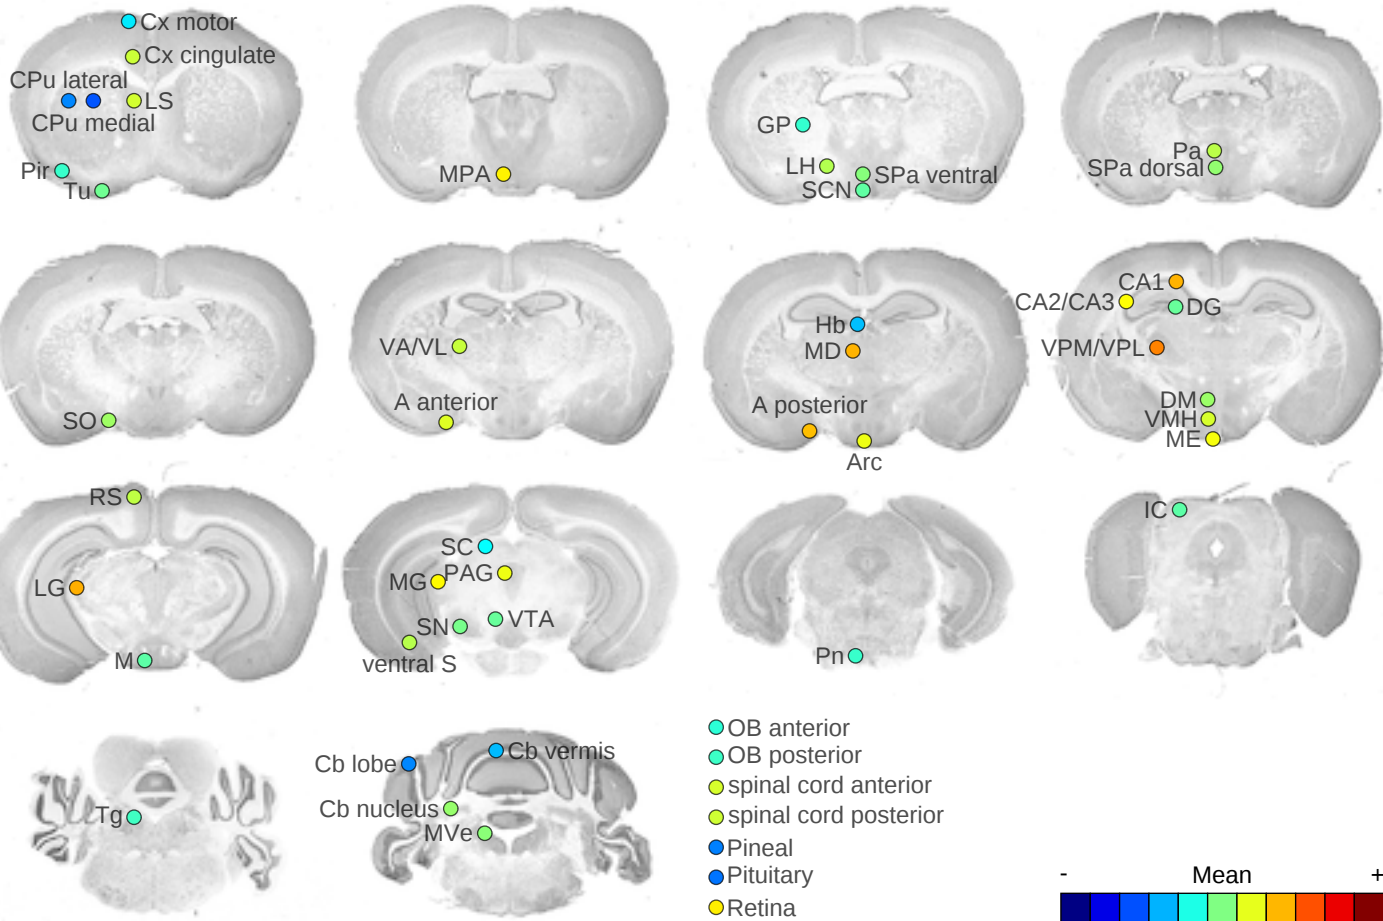 Cx motor
Cx cingulate
CPu lateral
LS
CPu medial
Pir
Tu
MPA
GP
LH
SPa ventral
SCN
Pa
SPa dorsal
SO
VA/VL
A anterior
Hb
MD
A posterior
Arc
CA1
CA2/CA3
DG
VPM/VPL
DM
VMH
ME
RS
LG
M
SC
MG
PAG
SN
VTA
ventral S
Pn
IC
Tg
Cb lobe
Cb vermis
Cb nucleus
MVe
OB anterior
OB posterior
spinal cord anterior
spinal cord posterior
Pineal
Pituitary
Retina
- Mean +